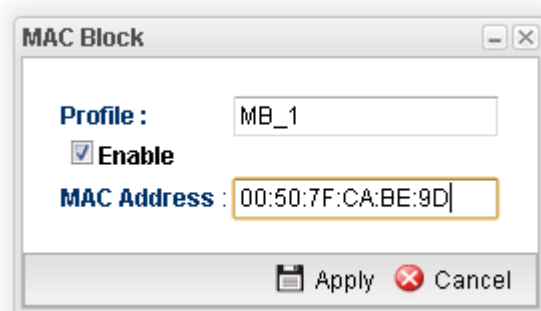 MAC Block
Profile : MB_1
Enable
MAC Address : 00:50:7F:CA:BE:9D
Apply Cancel